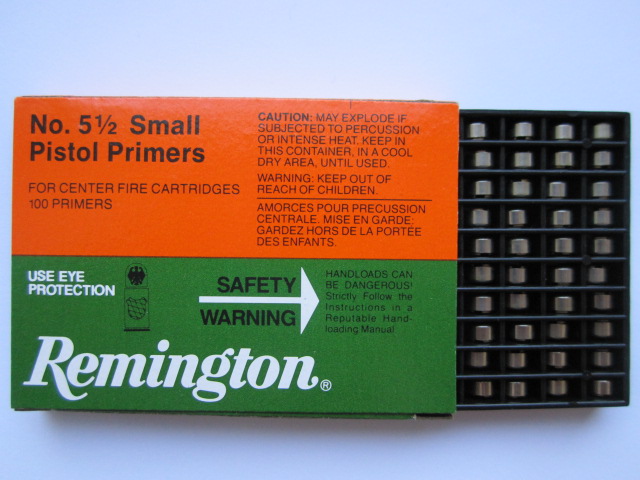 No. 5 ½ Small
Pistol Primers
FOR CENTER FIRE CARTRIDGES
100 PRIMERS
CAUTION: MAY EXPLODE IF
SUBJECTED TO PERCUSSION
OR INTENSE HEAT. KEEP IN
THIS CONTAINER, IN A COOL
DRY AREA, UNTIL USED.
WARNING: KEEP OUT OF
REACH OF CHILDREN.
AMORCES POUR PRECUSSION
CENTRALE. MISE EN GARDE:
GARDEZ HORS DE LA PORTÉE
DES ENFANTS.
USE EYE
PROTECTION
SAFETY
WARNING
HANDLOADS CAN
BE DANGEROUS!
Strictly Follow the
Instructions in a
Reputable Hand-
loading Manual
Remington®